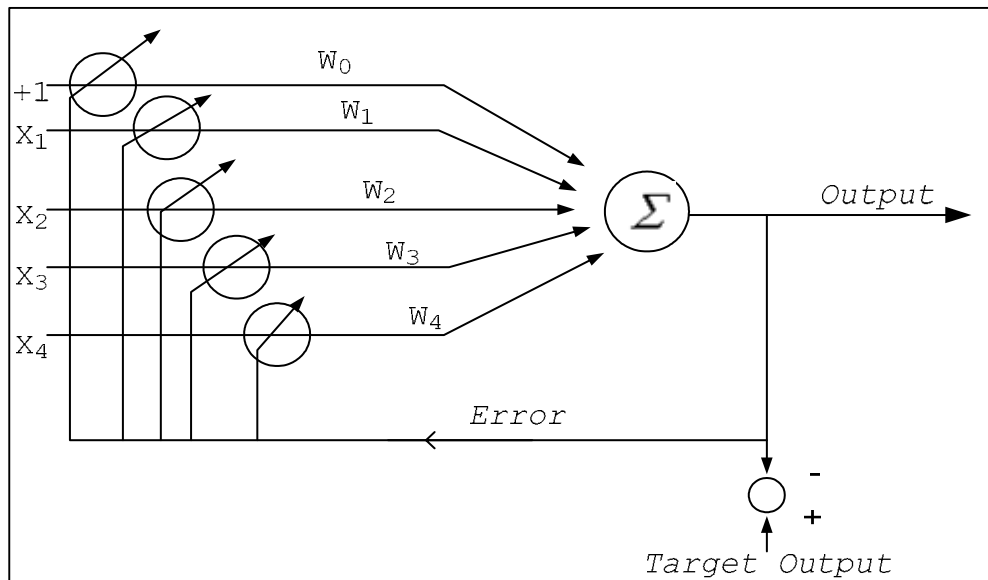 W₀
+1
W₁
X₁
W₂
X₂
Σ
Output
W₃
X₃
W₄
X₄
Error
-
+
Target Output